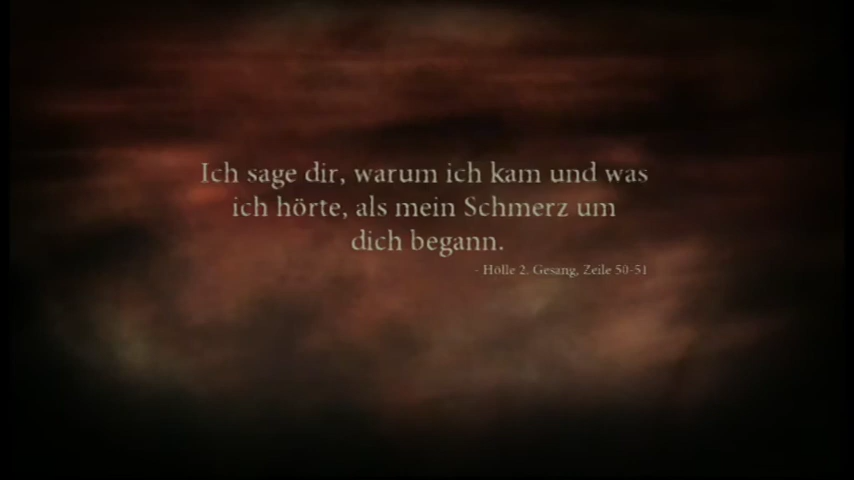 Ich sage dir, warum ich kam und was
ich hörte, als mein Schmerz um
dich begann.
- Hölle 2. Gesang, Zeile 50-51